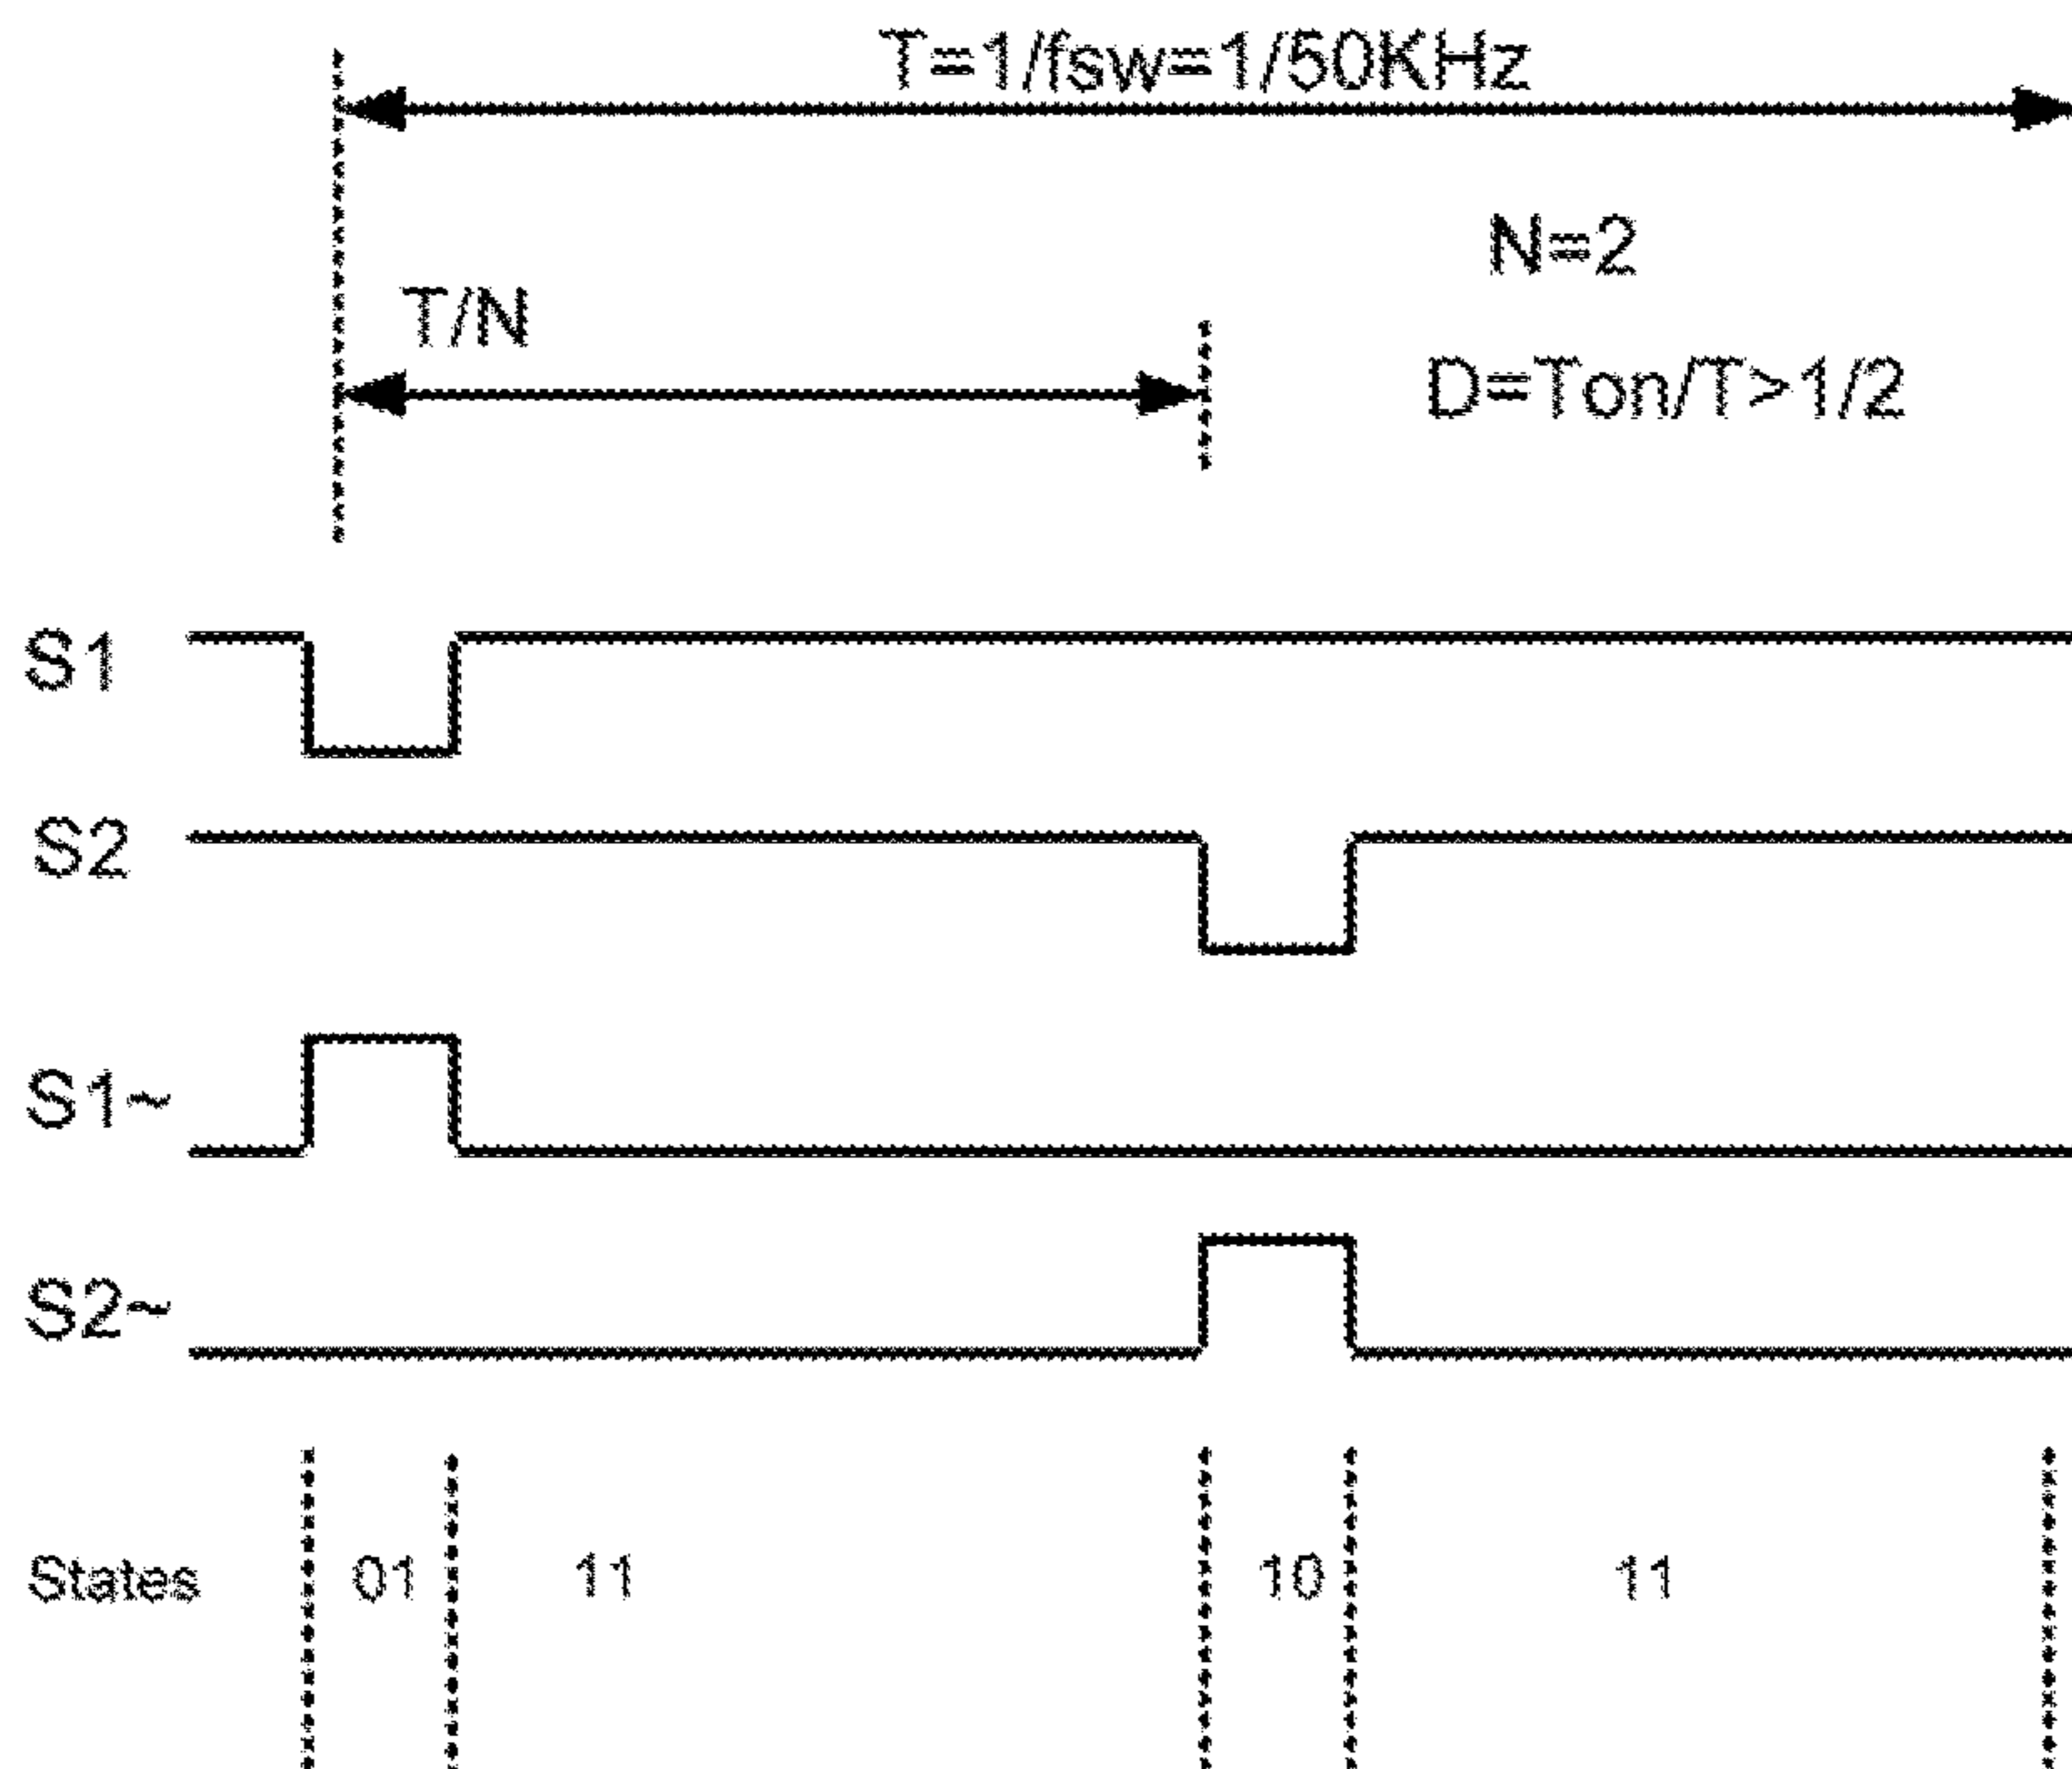 T=1/fsw=1/50KHz
N=2
T/N
D=Ton/T>1/2
S1
S2
S1~
S2~
States 01 11 10 11